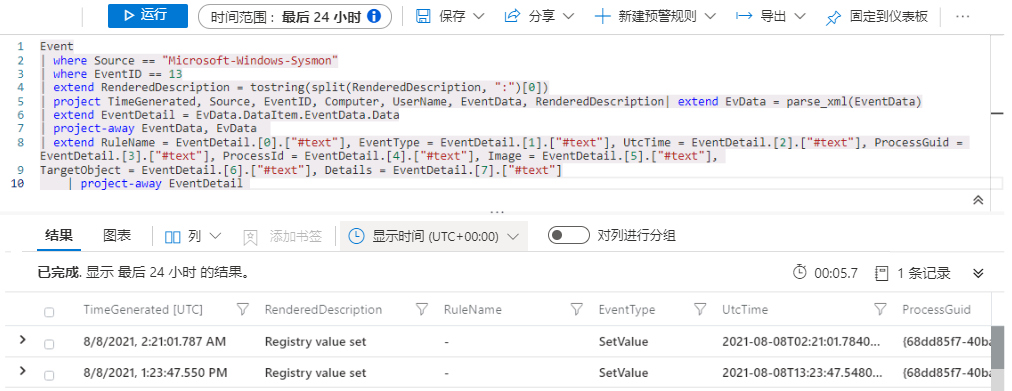 运行 时间范围 : 最后 24 小时 保存 分享 新建预警规则 导出 固定到仪表板 ...
1 Event
2 | where Source == "Microsoft-Windows-Sysmon"
3 | where EventID == 13
4 | extend RenderedDescription = tostring(split(RenderedDescription, ":")[0])
5 | project TimeGenerated, Source, EventID, Computer, UserName, EventData, RenderedDescription| extend EvData = parse_xml(EventData)
6 | extend EventDetail = EvData.DataItem.EventData.Data
7 | project-away EventData, EvData
8 | extend RuleName = EventDetail.[0].["#text"], EventType = EventDetail.[1].["#text"], UtcTime = EventDetail.[2].["#text"], ProcessGuid =
EventDetail.[3].["#text"], ProcessId = EventDetail.[4].["#text"], Image = EventDetail.[5].["#text"],
9 TargetObject = EventDetail.[6].["#text"], Details = EventDetail.[7].["#text"]
10 | project-away EventDetail
...
结果 图表 列 添加书签 显示时间 (UTC+00:00) 对列进行分组
已完成. 显示 最后 24 小时 的结果。 00:05.7 1 条记录
TimeGenerated [UTC] RenderedDescription RuleName EventType UtcTime ProcessGuid
8/8/2021, 2:21:01.787 AM Registry value set - SetValue 2021-08-08T02:21:01.7840... {68dd85f7-40ba
8/8/2021, 1:23:47.550 PM Registry value set - SetValue 2021-08-08T13:23:47.5480... {68dd85f7-40ba